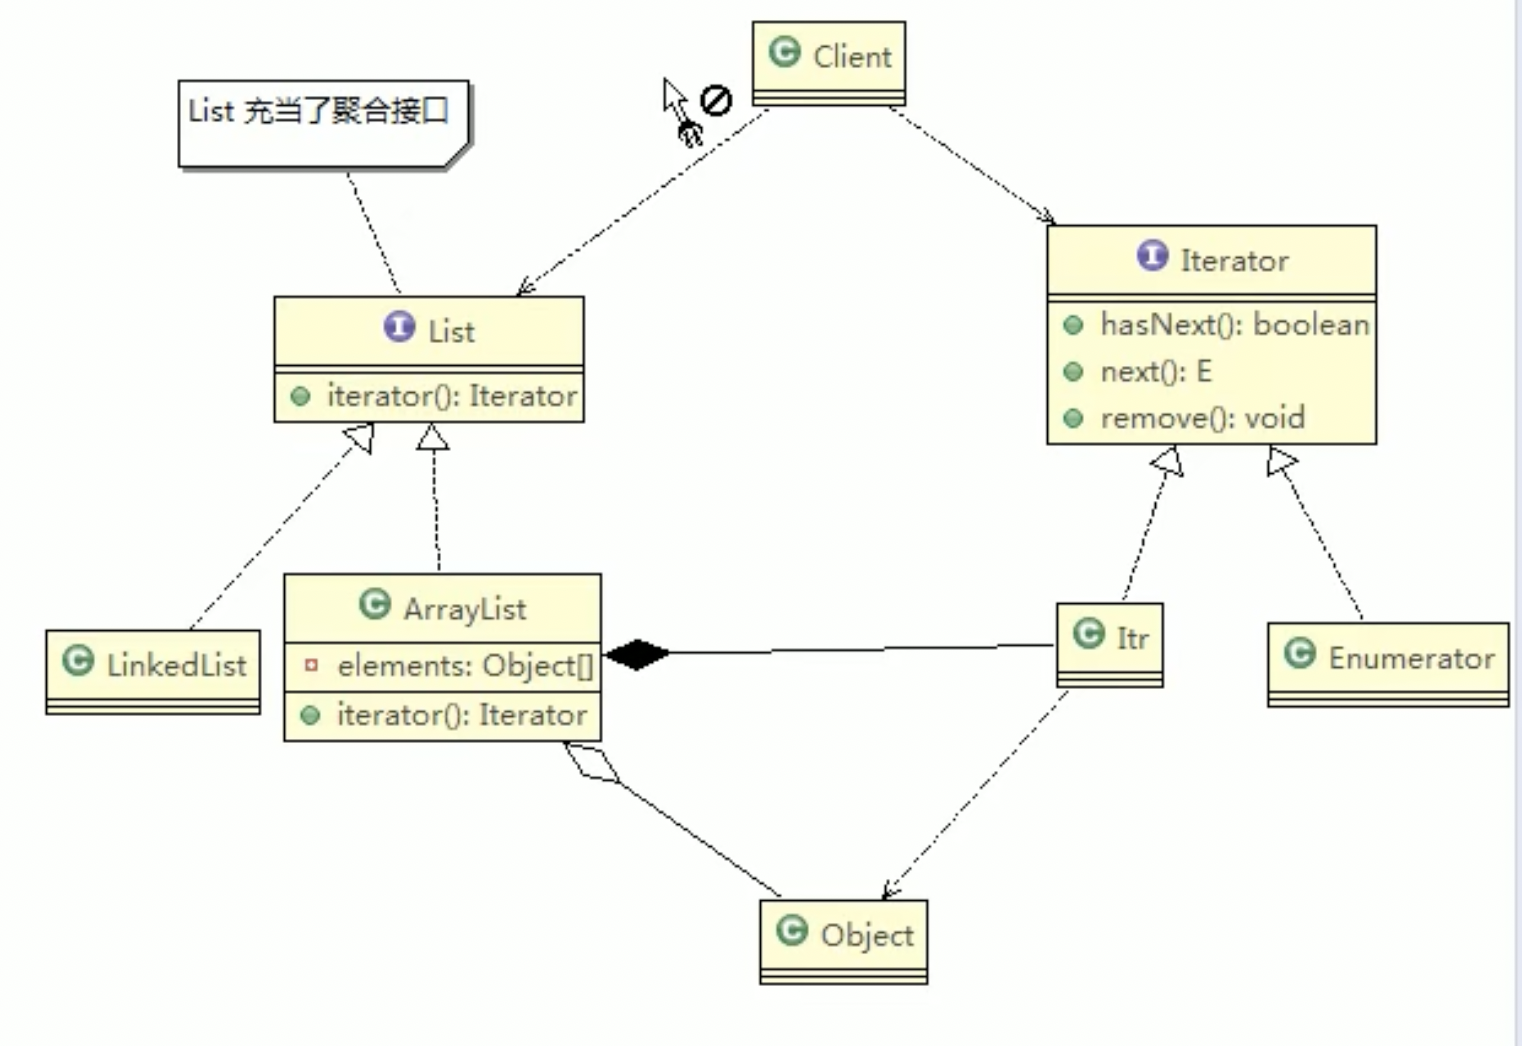 Client
List 充当了聚合接口
Iterator
hasNext(): boolean
next(): E
remove(): void
List
iterator(): Iterator
LinkedList
ArrayList
elements: Object[]
iterator(): Iterator
Itr
Enumerator
Object